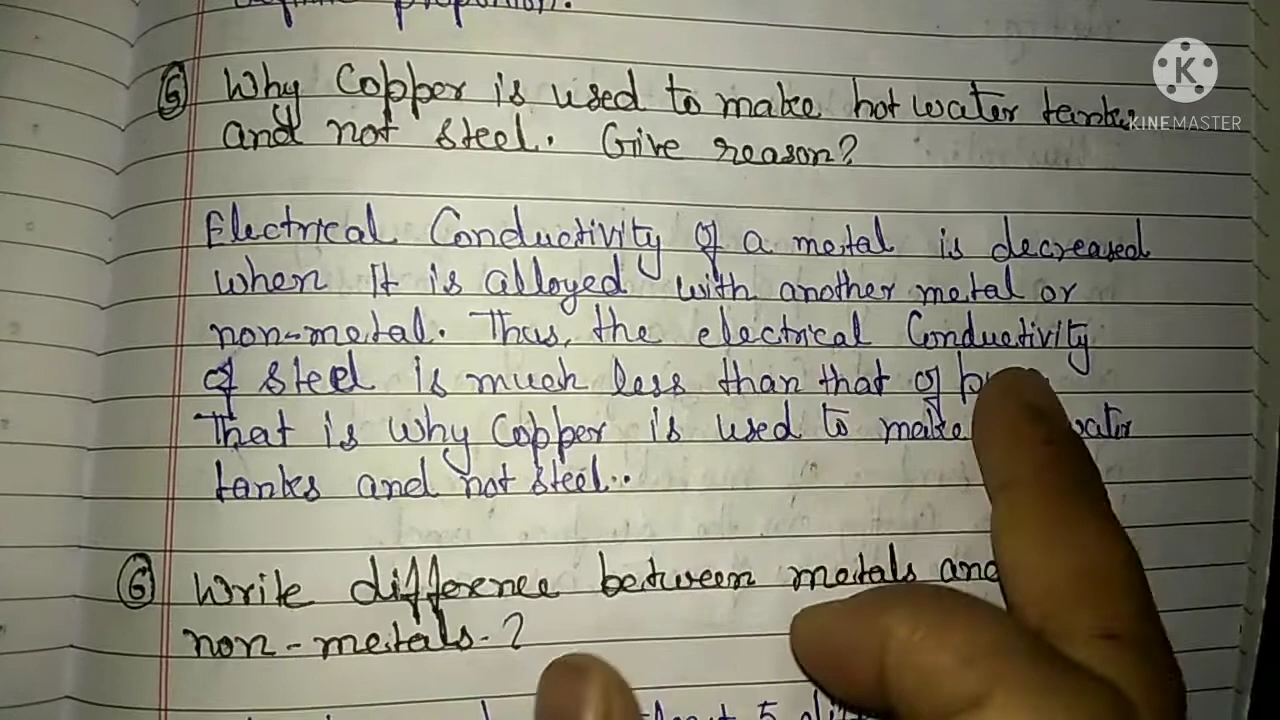 ⑤ Why Copper is used to make hot water tanks
and not steel. Give reason?
KINEMASTER
Electrical Conductivity of a metal is decreased
when It is alloyed with another metal or
non-metal. Thus, the electrical Conductivity
of steel is much less than that of
That is why Copper is used to make
tanks and not steel..
⑥ Write difference between metals and
non-metals-?